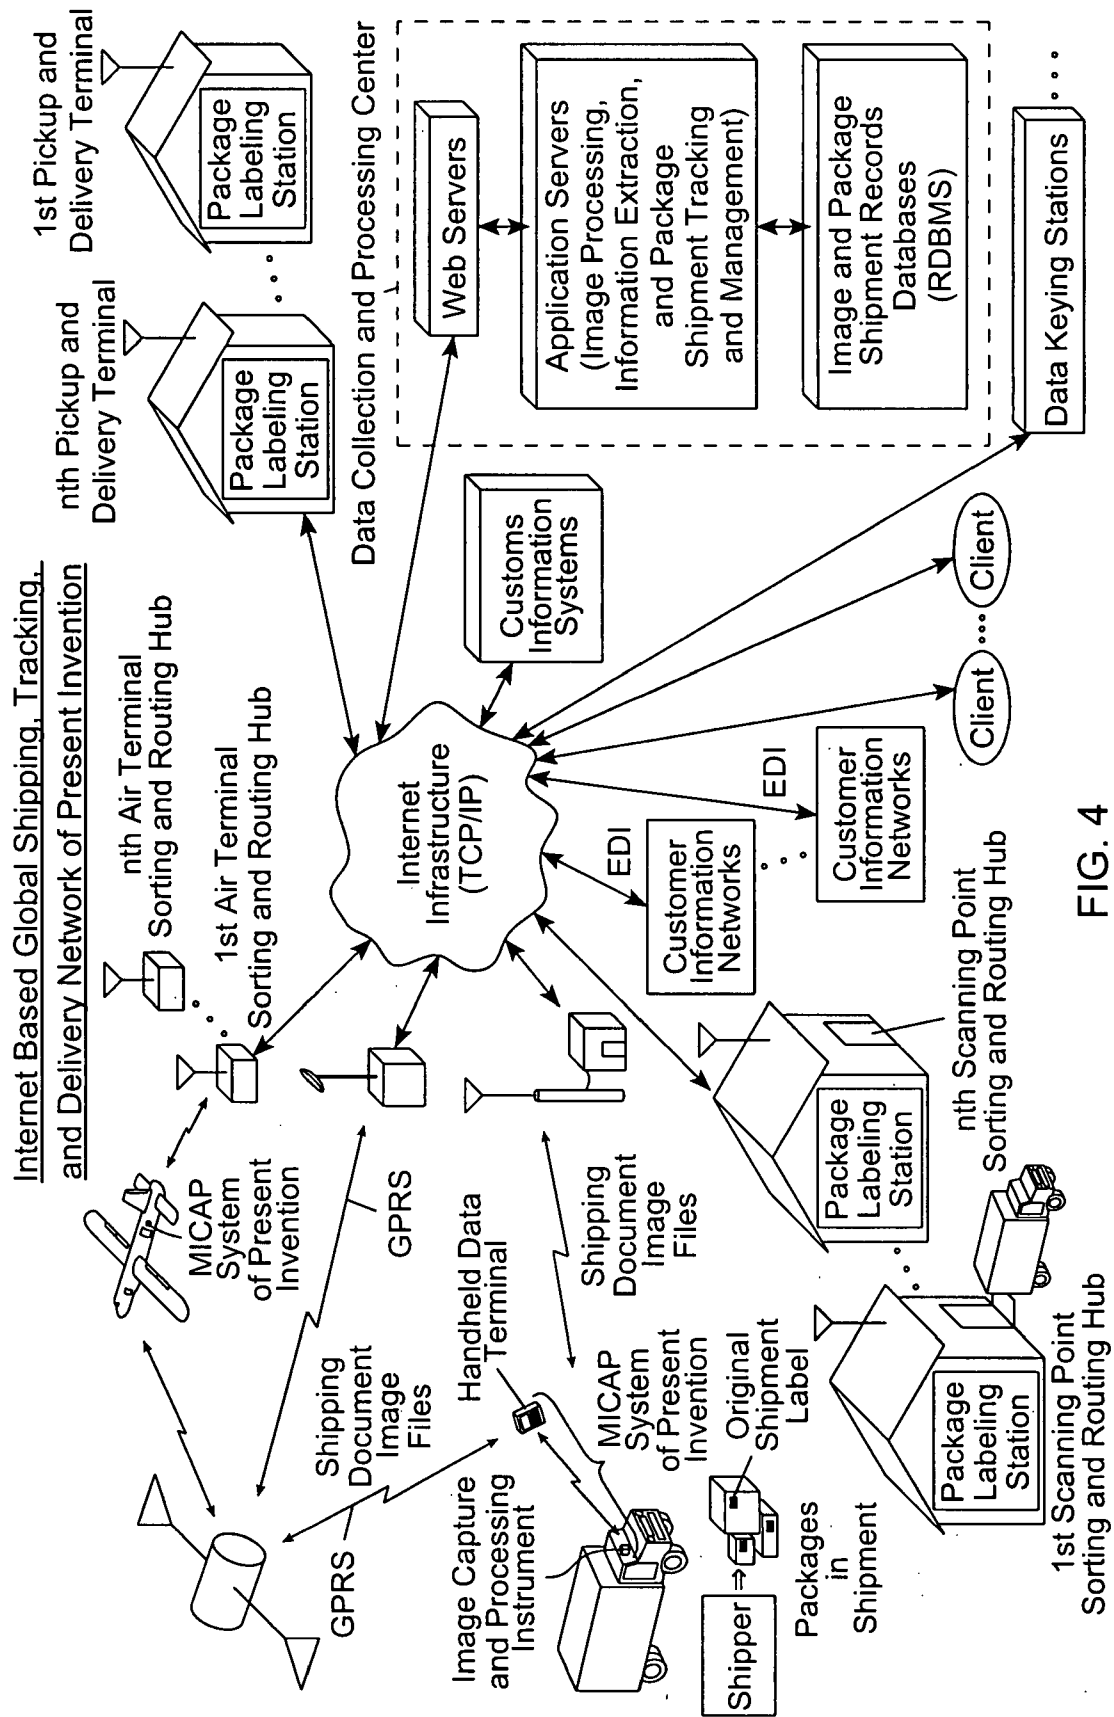 Internet Based Global Shipping, Tracking,
and Delivery Network of Present Invention
1st Pickup and
Delivery Terminal
Package
Labeling
Station
nth Pickup and
Delivery Terminal
Package
Labeling
Station
nth Air Terminal
Sorting and Routing Hub
1st Air Terminal
Sorting and Routing Hub
MICAP
System
of Present
Invention
GPRS
Shipping
Document
Image
Files
GPRS
Handheld Data
Terminal
Image Capture
and Processing
Instrument
Shipping
Document
Image
Files
MICAP
System
of Present
Invention
Original
Shipment
Label
Shipper
Packages
in
Shipment
Package
Labeling
Station
1st Scanning Point
Sorting and Routing Hub
Package
Labeling
Station
nth Scanning Point
Sorting and Routing Hub
Internet
Infrastructure
(TCP/IP)
EDI
Customer
Information
Networks
EDI
Customer
Information
Networks
Client
Client
Customs
Information
Systems
Data Collection and Processing Center
Web Servers
Application Servers
(Image Processing,
Information Extraction,
and Package
Shipment Tracking
and Management)
Image and Package
Shipment Records
Databases
(RDBMS)
Data Keying Stations
FIG. 4